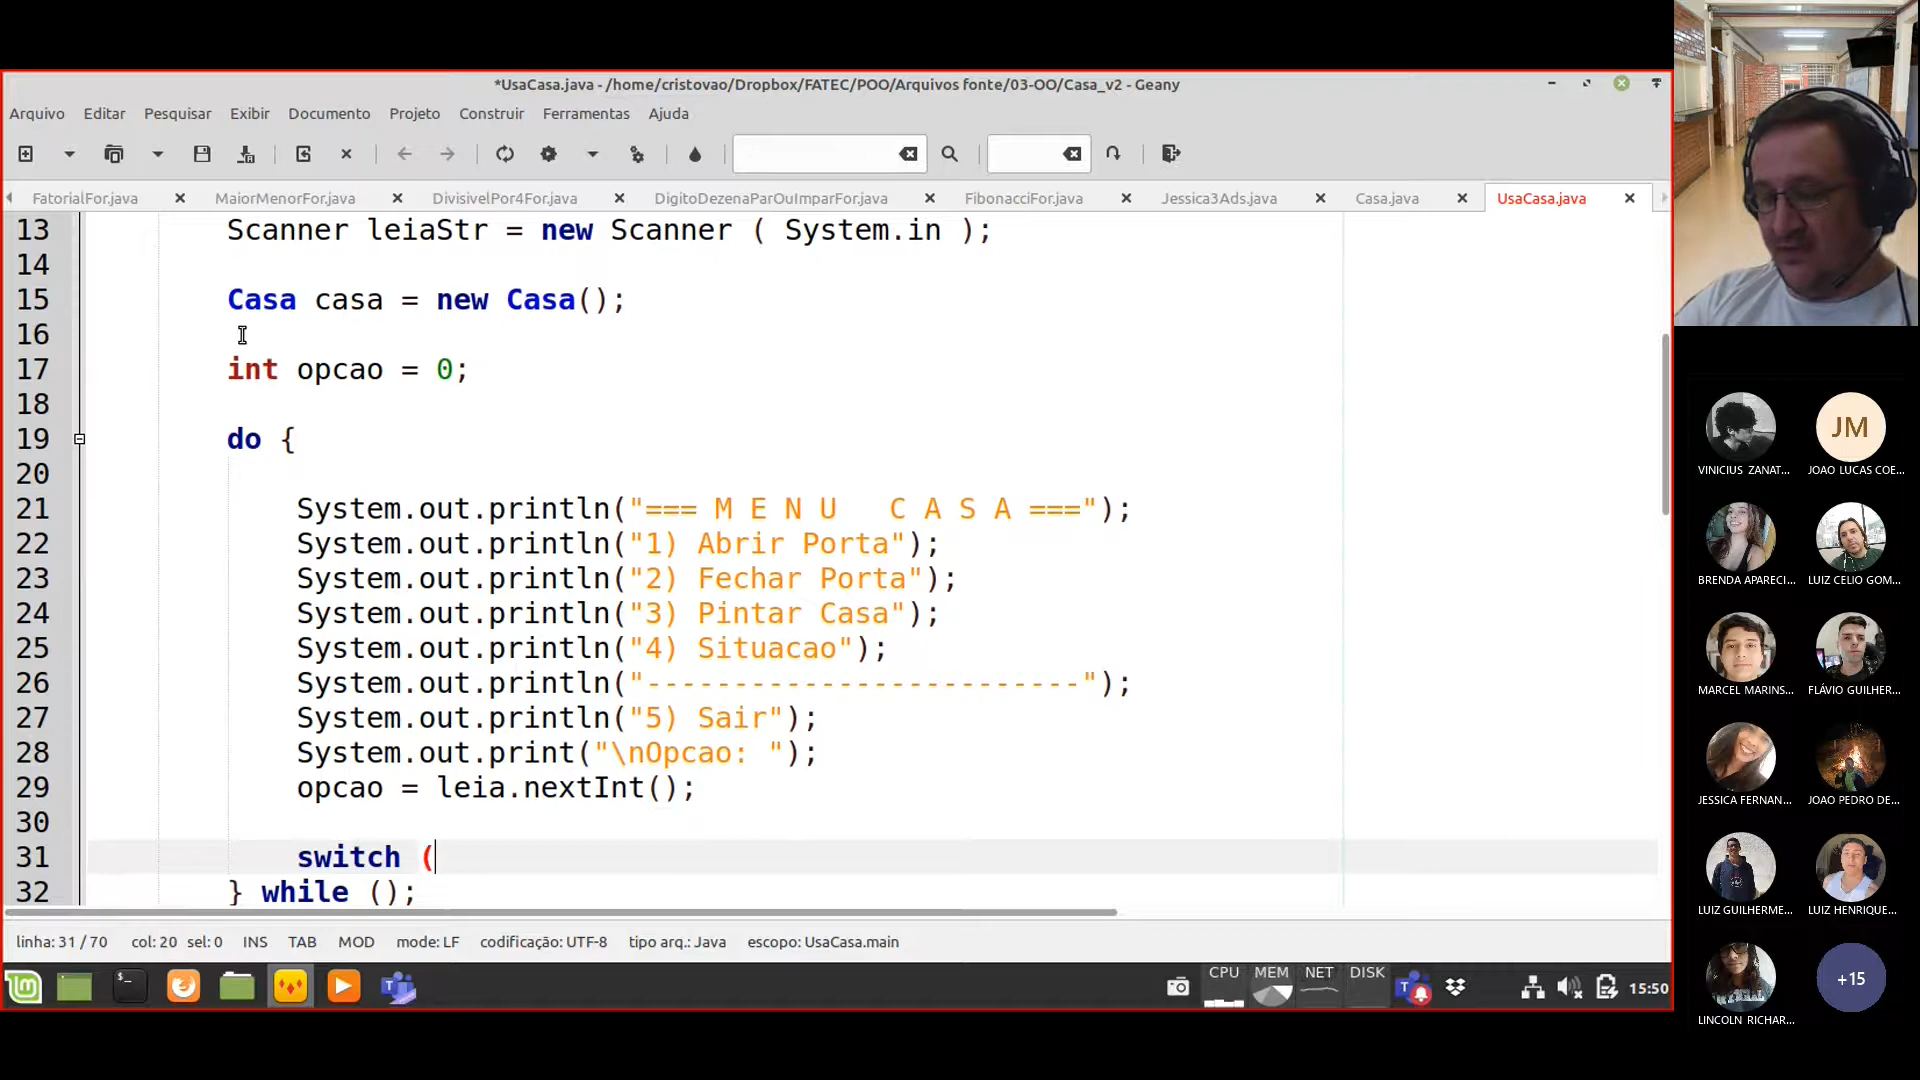 *UsaCasa.java - /home/cristovao/Dropbox/FATEC/POO/Arquivos fonte/03-OO/Casa_v2 - Geany
Arquivo Editar Pesquisar Exibir Documento Projeto Construir Ferramentas Ajuda
FatorialFor.java MaiorMenorFor.java DivisivelPor4For.java DigitoDezenaParOuImparFor.java FibonacciFor.java Jessica3Ads.java Casa.java UsaCasa.java
13 Scanner leiaStr = new Scanner ( System.in );
14
15 Casa casa = new Casa();
16
17 int opcao = 0;
18
19 do {
20
21 System.out.println("=== M E N U   C A S A ===");
22 System.out.println("1) Abrir Porta");
23 System.out.println("2) Fechar Porta");
24 System.out.println("3) Pintar Casa");
25 System.out.println("4) Situacao");
26 System.out.println("-------------------------");
27 System.out.println("5) Sair");
28 System.out.print("\nOpcao: ");
29 opcao = leia.nextInt();
30
31 switch (
32 } while ();
linha: 31 / 70 col: 20 sel: 0 INS TAB MOD mode: LF codificação: UTF-8 tipo arq.: Java escopo: UsaCasa.main
CPU MEM NET DISK
15:50
JM
VINICIUS ZANAT... JOAO LUCAS COE...
BRENDA APARECI... LUIZ CELIO GOM...
MARCEL MARINS... FLÁVIO GUILHER...
JESSICA FERNAN... JOAO PEDRO DE...
LUIZ GUILHERME... LUIZ HENRIQUE...
+15
LINCOLN RICHAR...